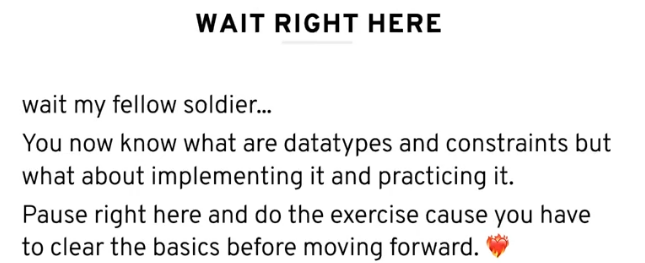 WAIT RIGHT HERE
wait my fellow soldier...
You now know what are datatypes and constraints but
what about implementing it and practicing it.
Pause right here and do the exercise cause you have
to clear the basics before moving forward. ❤️‍🔥